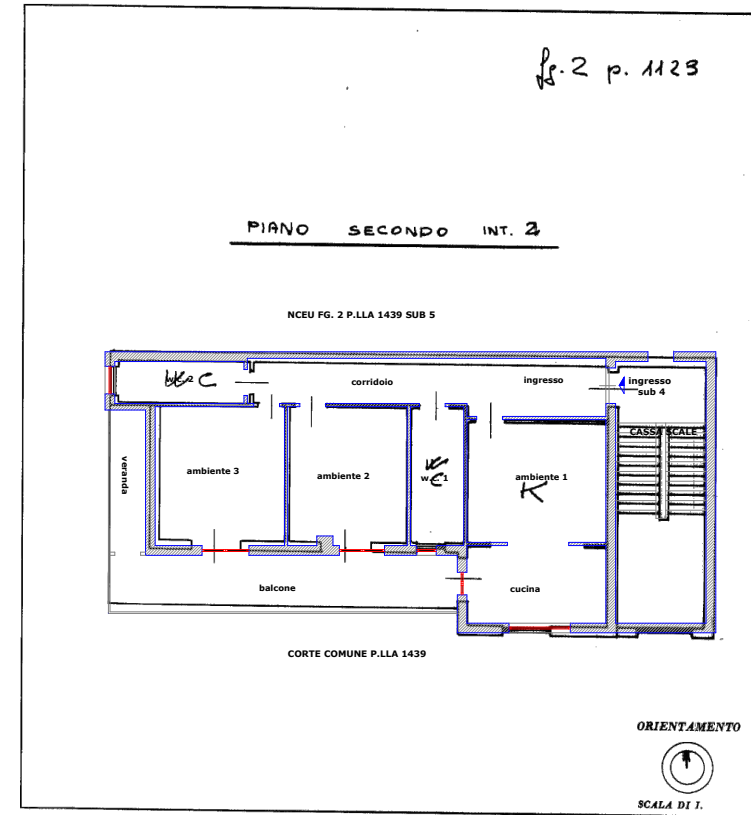 fg. 2 p. 1129
PIANO SECONDO INT. 2
NCEU FG. 2 P.LLA 1439 SUB 5
w.c. 2 C
corridoio
ingresso
ingresso
sub 4
CASSA SCALE
veranda
ambiente 3
ambiente 2
w.c. 1
C
ambiente 1
K
balcone
cucina
CORTE COMUNE P.LLA 1439
ORIENTAMENTO
SCALA DI 1.